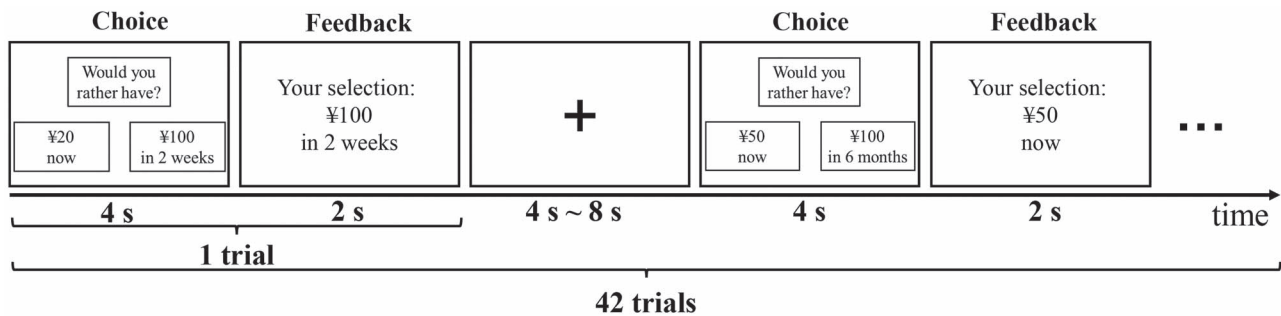 Choice
Feedback
Choice
Feedback
Would you
rather have?
¥20
now
¥100
in 2 weeks
Your selection:
¥100
in 2 weeks
+
Would you
rather have?
¥50
now
¥100
in 6 months
Your selection:
¥50
now
...
4 s
2 s
4 s ~ 8 s
4 s
2 s
time
1 trial
42 trials